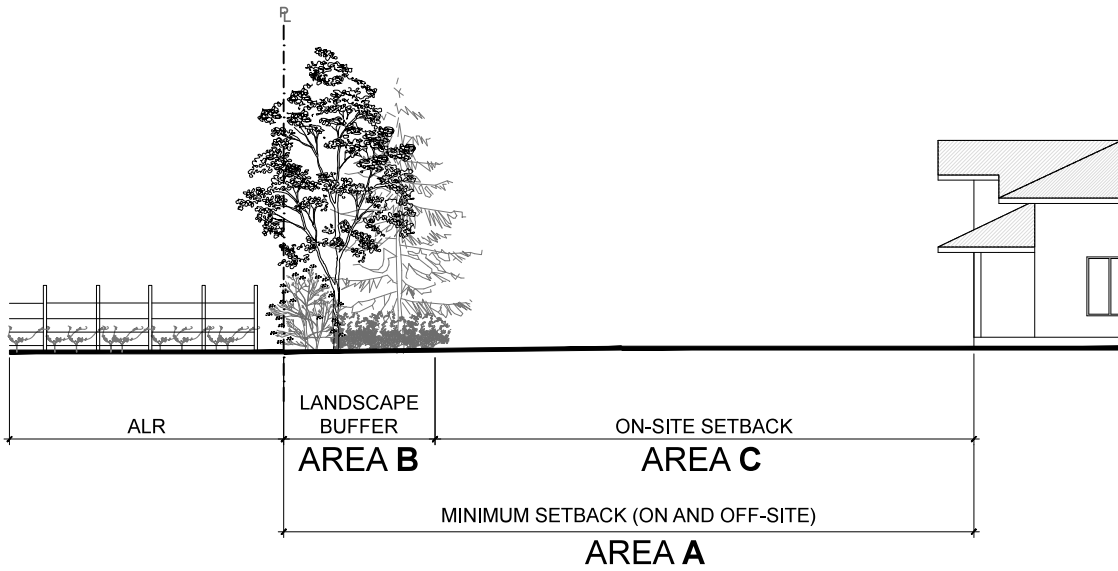 PL
ALR
LANDSCAPE
BUFFER
AREA B
ON-SITE SETBACK
AREA C
MINIMUM SETBACK (ON AND OFF-SITE)
AREA A